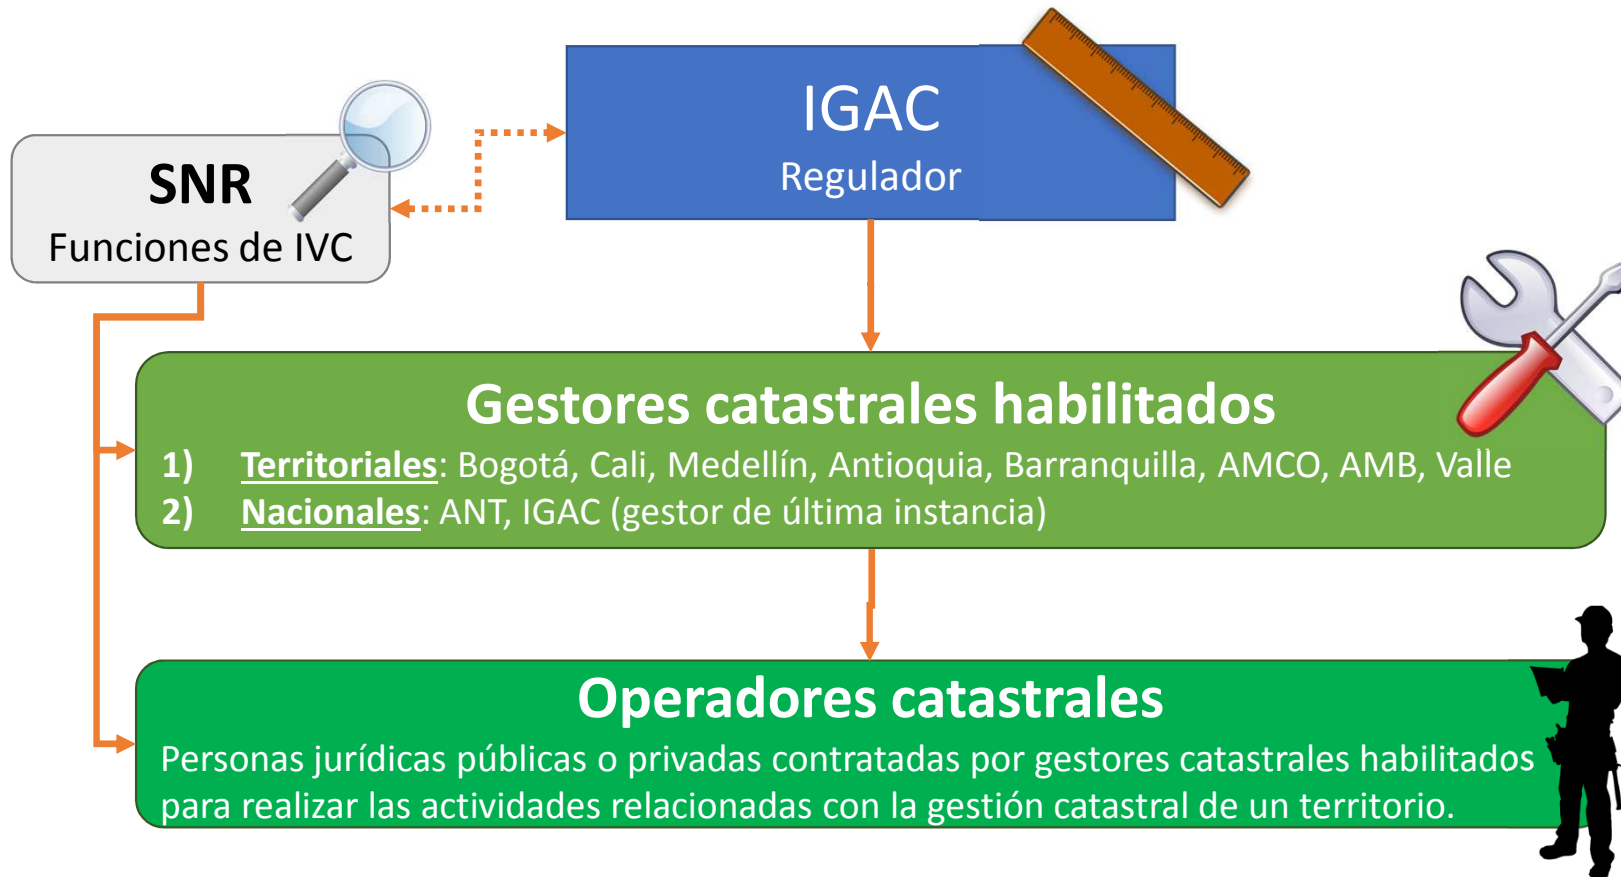 IGAC
Regulador
SNR
Funciones de IVC
Gestores catastrales habilitados
1) Territoriales: Bogotá, Cali, Medellín, Antioquia, Barranquilla, AMCO, AMB, Valle
2) Nacionales: ANT, IGAC (gestor de última instancia)
Operadores catastrales
Personas jurídicas públicas o privadas contratadas por gestores catastrales habilitados
para realizar las actividades relacionadas con la gestión catastral de un territorio.